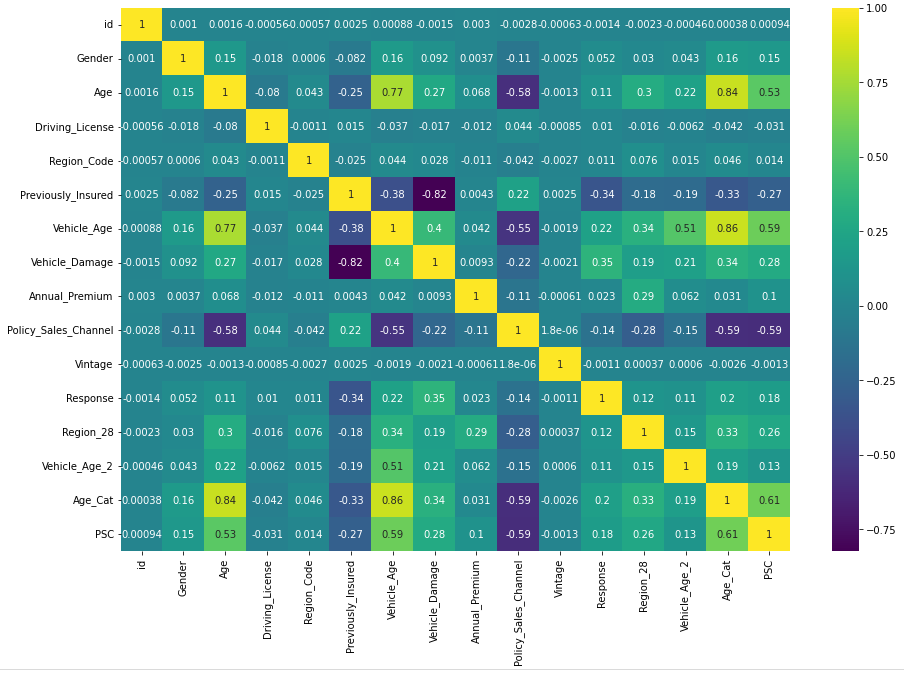 id 1 0.001 0.0016 -0.00056 -0.00057 0.0025 0.00088 -0.0015 0.003 -0.0028 -0.00063 -0.0014 -0.0023 -0.00046 0.00038 0.00094
Gender 0.001 1 0.15 -0.018 0.0006 -0.082 0.16 0.092 0.0037 -0.11 -0.0025 0.052 0.03 0.043 0.16 0.15
Age 0.0016 0.15 1 -0.08 0.043 -0.25 0.77 0.27 0.068 -0.58 -0.0013 0.11 0.3 0.22 0.84 0.53
Driving_License -0.00056 -0.018 -0.08 1 -0.0011 0.015 -0.037 -0.017 -0.012 0.044 -0.00085 0.01 -0.016 -0.0062 -0.042 -0.031
Region_Code -0.00057 0.0006 0.043 -0.0011 1 -0.025 0.044 0.028 -0.011 -0.042 -0.0027 0.011 0.076 0.015 0.046 0.014
Previously_Insured 0.0025 -0.082 -0.25 0.015 -0.025 1 -0.38 -0.82 0.0043 0.22 0.0025 -0.34 -0.18 -0.19 -0.33 -0.27
Vehicle_Age 0.00088 0.16 0.77 -0.037 0.044 -0.38 1 0.4 0.042 -0.55 -0.0019 0.22 0.34 0.51 0.86 0.59
Vehicle_Damage -0.0015 0.092 0.27 -0.017 0.028 -0.82 0.4 1 0.0093 -0.22 -0.0021 0.35 0.19 0.21 0.34 0.28
Annual_Premium 0.003 0.0037 0.068 -0.012 -0.011 0.0043 0.042 0.0093 1 -0.11 -0.00061 0.023 0.29 0.062 0.031 0.1
Policy_Sales_Channel -0.0028 -0.11 -0.58 0.044 -0.042 0.22 -0.55 -0.22 -0.11 1 1.8e-06 -0.14 -0.28 -0.15 -0.59 -0.59
Vintage -0.00063 -0.0025 -0.0013 -0.00085 -0.0027 0.0025 -0.0019 -0.0021 -0.00061 1.8e-06 1 -0.0011 0.00037 0.0006 -0.0026 -0.0013
Response -0.0014 0.052 0.11 0.01 0.011 -0.34 0.22 0.35 0.023 -0.14 -0.0011 1 0.12 0.11 0.2 0.18
Region_28 -0.0023 0.03 0.3 -0.016 0.076 -0.18 0.34 0.19 0.29 -0.28 0.00037 0.12 1 0.15 0.33 0.26
Vehicle_Age_2 -0.00046 0.043 0.22 -0.0062 0.015 -0.19 0.51 0.21 0.062 -0.15 0.0006 0.11 0.15 1 0.19 0.13
Age_Cat 0.00038 0.16 0.84 -0.042 0.046 -0.33 0.86 0.34 0.031 -0.59 -0.0026 0.2 0.33 0.19 1 0.61
PSC 0.00094 0.15 0.53 -0.031 0.014 -0.27 0.59 0.28 0.1 -0.59 -0.0013 0.18 0.26 0.13 0.61 1
id
Gender
Age
Driving_License
Region_Code
Previously_Insured
Vehicle_Age
Vehicle_Damage
Annual_Premium
Policy_Sales_Channel
Vintage
Response
Region_28
Vehicle_Age_2
Age_Cat
PSC
1.00
0.75
0.50
0.25
0.00
−0.25
−0.50
−0.75